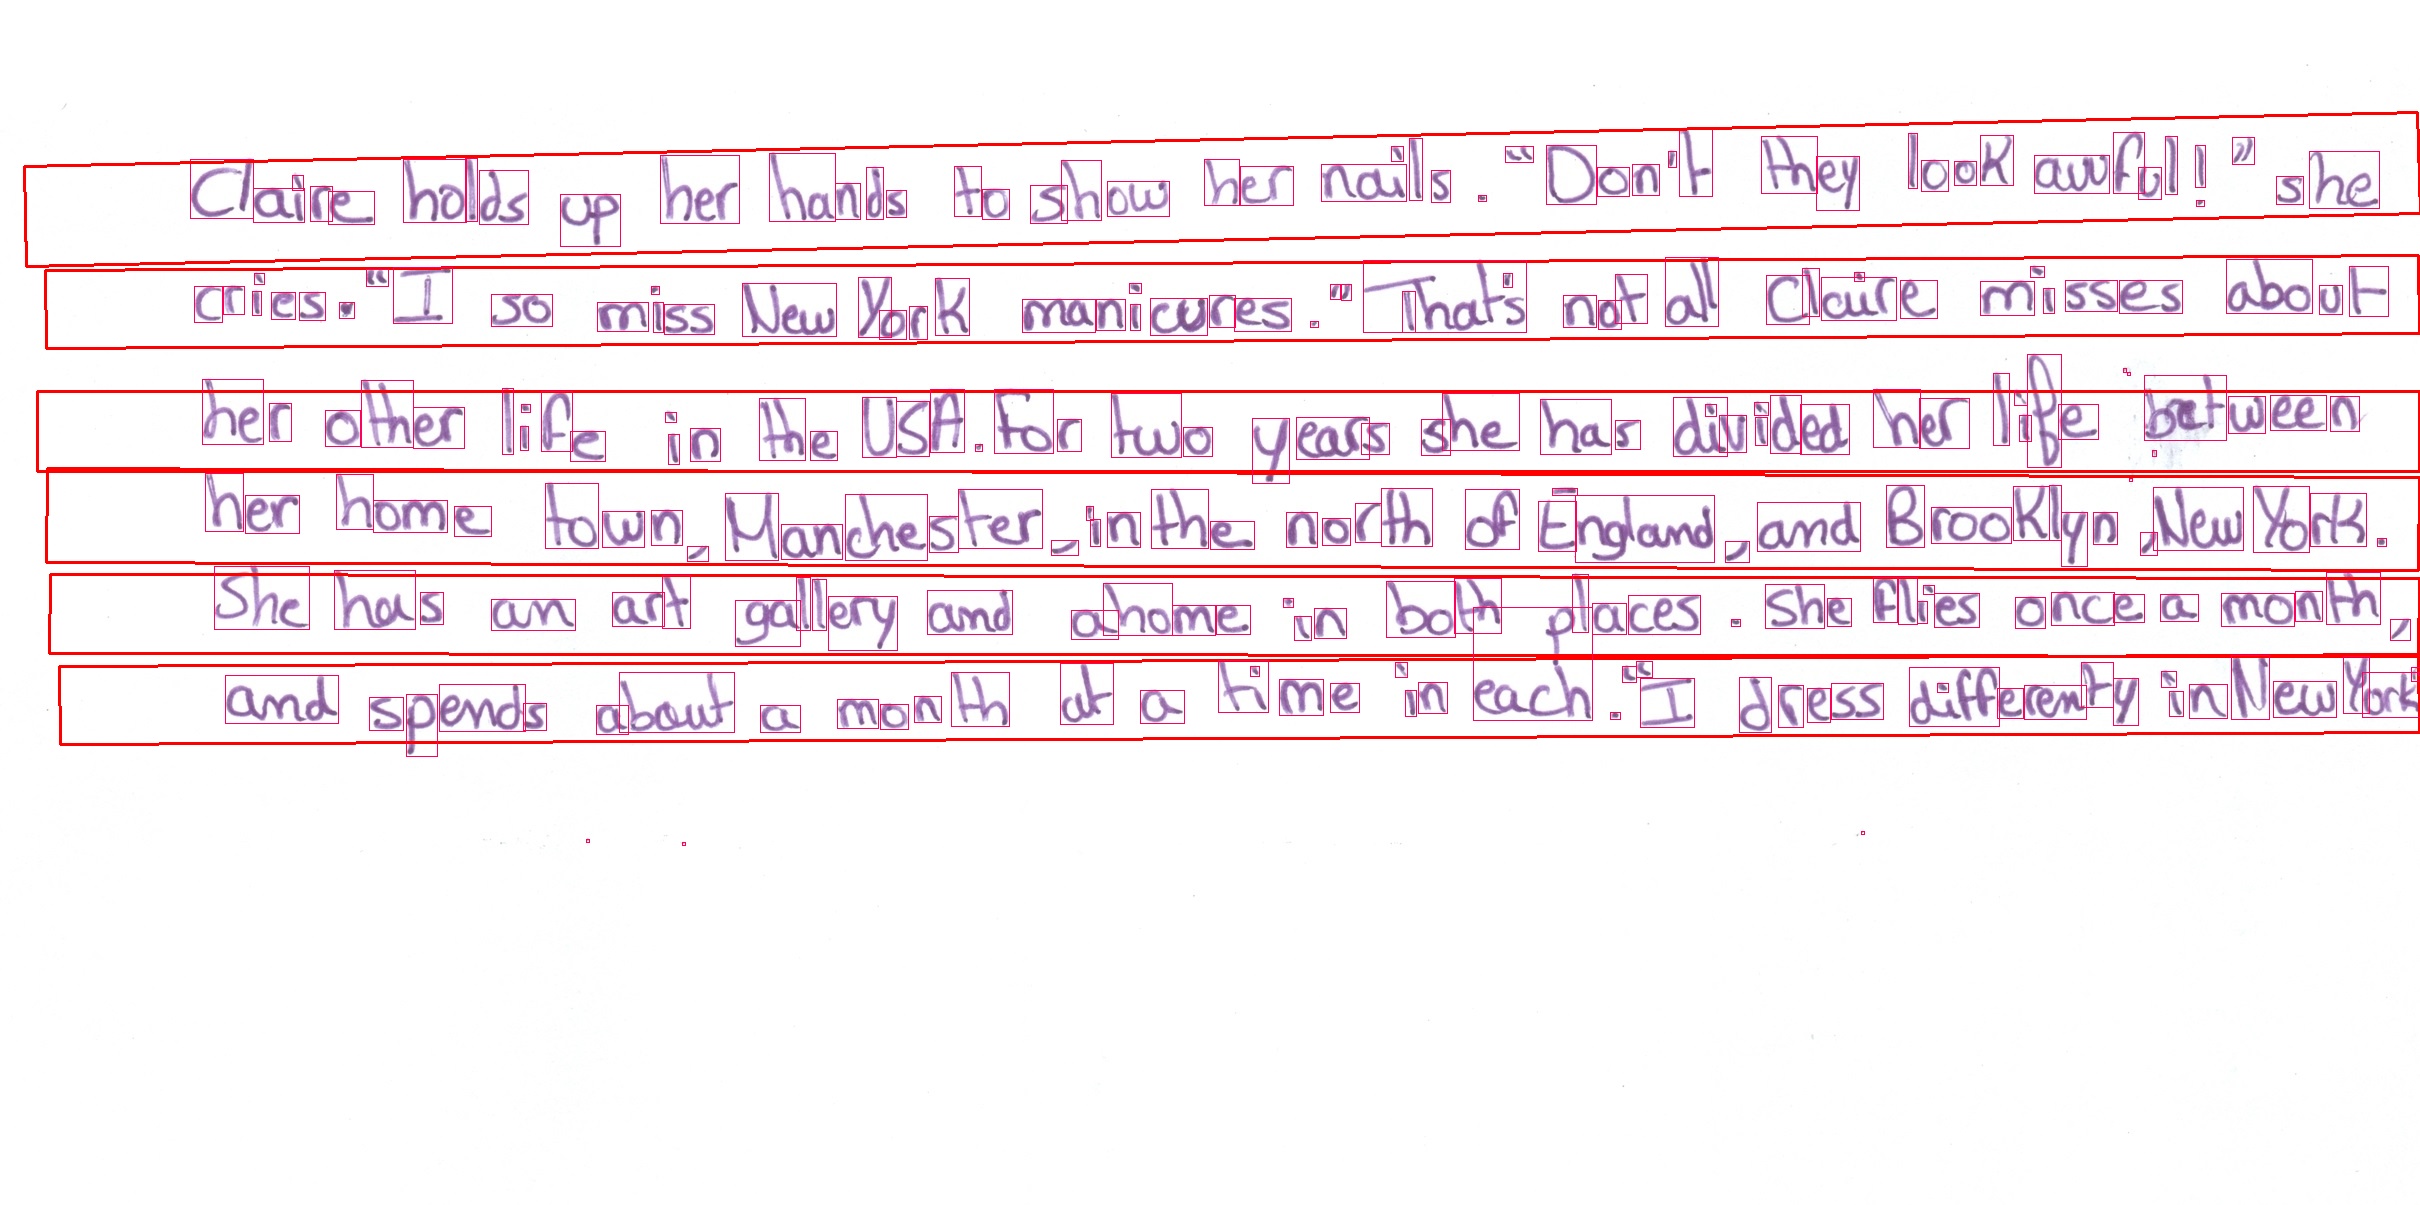 Claire holds up her hands to show her nails. "Don't they look awful!" she
cries. "I so miss New York manicures." That's not all Claire misses about
her other life in the USA. For two years she has divided her life between
her home town, Manchester, in the north of England, and Brooklyn, New York.
She has an art gallery and a home in both places. She flies once a month,
and spends about a month at a time in each. "I dress differenty in New York